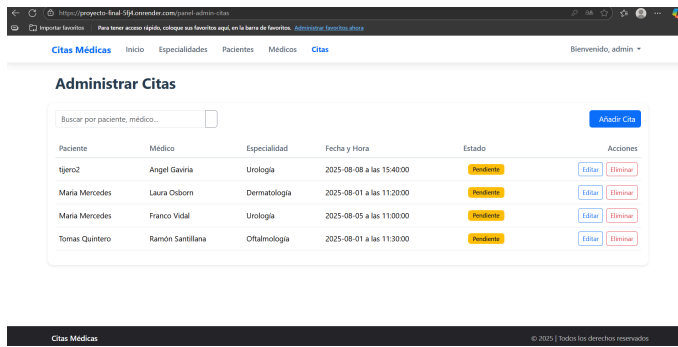 https://proyecto-final-5fj4.onrender.com/panel-admin-citas
Importar favoritos Para tener acceso rápido, coloque sus favoritos aquí, en la barra de favoritos. Administrar favoritos ahora
Citas Médicas Inicio Especialidades Pacientes Médicos Citas Bienvenido, admin
Administrar Citas
Buscar por paciente, médico... Añadir Cita
Paciente Médico Especialidad Fecha y Hora Estado Acciones
tijero2 Angel Gaviria Urología 2025-08-08 a las 15:40:00 Pendiente Editar Eliminar
Maria Mercedes Laura Osborn Dermatología 2025-08-01 a las 11:20:00 Pendiente Editar Eliminar
Maria Mercedes Franco Vidal Urología 2025-08-05 a las 11:00:00 Pendiente Editar Eliminar
Tomas Quintero Ramón Santillana Oftalmología 2025-08-01 a las 11:30:00 Pendiente Editar Eliminar
Citas Médicas © 2025 | Todos los derechos reservados